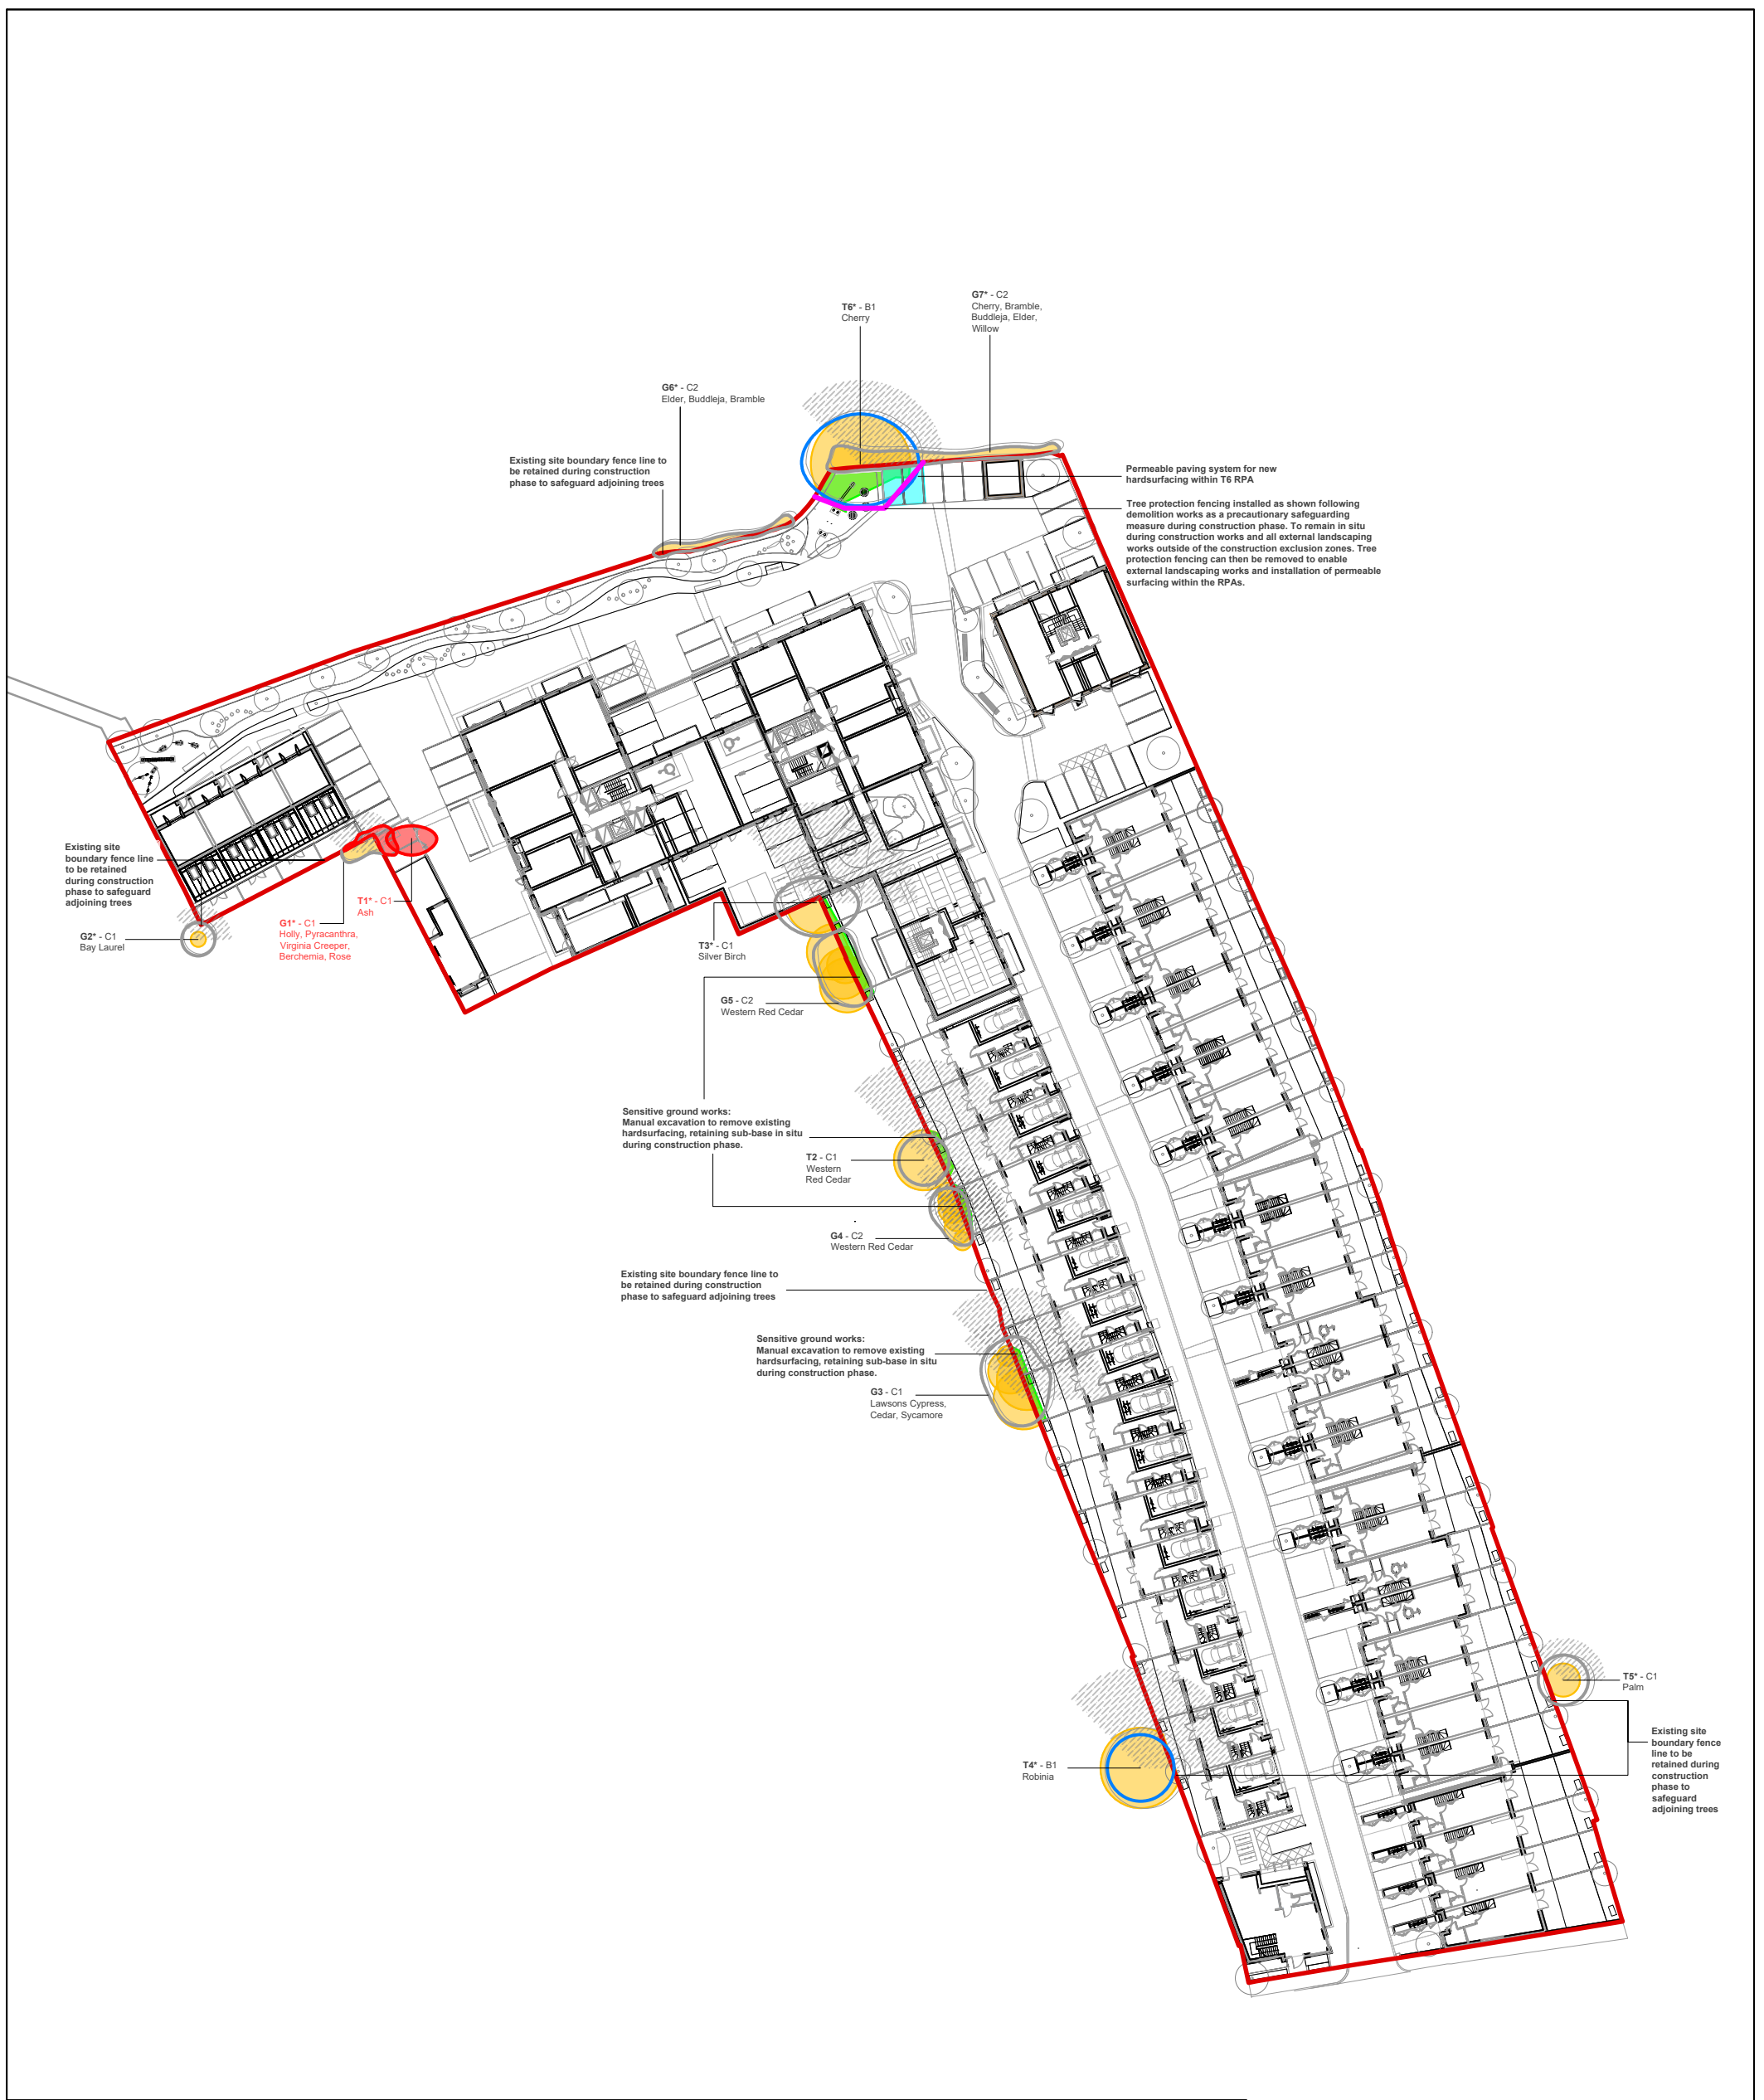 T6* - B1
Cherry
G7* - C2
Cherry, Bramble,
Buddleja, Elder,
Willow
G6* - C2
Elder, Buddleja, Bramble
Existing site boundary fence line to
be retained during construction
phase to safeguard adjoining trees
Permeable paving system for new
hardsurfacing within T6 RPA
Tree protection fencing installed as shown following
demolition works as a precautionary safeguarding
measure during construction phase. To remain in situ
during construction works and all external landscaping
works outside of the construction exclusion zones. Tree
protection fencing can then be removed to enable
external landscaping works and installation of permeable
surfacing within the RPAs.
Existing site
boundary fence line
to be retained
during construction
phase to safeguard
adjoining trees
T1* - C1
Ash
G1* - C1
Holly, Pyracanthra,
Virginia Creeper,
Berchemia, Rose
G2* - C1
Bay Laurel
T3* - C1
Silver Birch
G5 - C2
Western Red Cedar
Sensitive ground works:
Manual excavation to remove existing
hardsurfacing, retaining sub-base in situ
during construction phase.
T2 - C1
Western
Red Cedar
G4 - C2
Western Red Cedar
Existing site boundary fence line to
be retained during construction
phase to safeguard adjoining trees
Sensitive ground works:
Manual excavation to remove existing
hardsurfacing, retaining sub-base in situ
during construction phase.
G3 - C1
Lawsons Cypress,
Cedar, Sycamore
T5* - C1
Palm
Existing site
boundary fence
line to be
retained during
construction
phase to
safeguard
adjoining trees
T4* - B1
Robinia